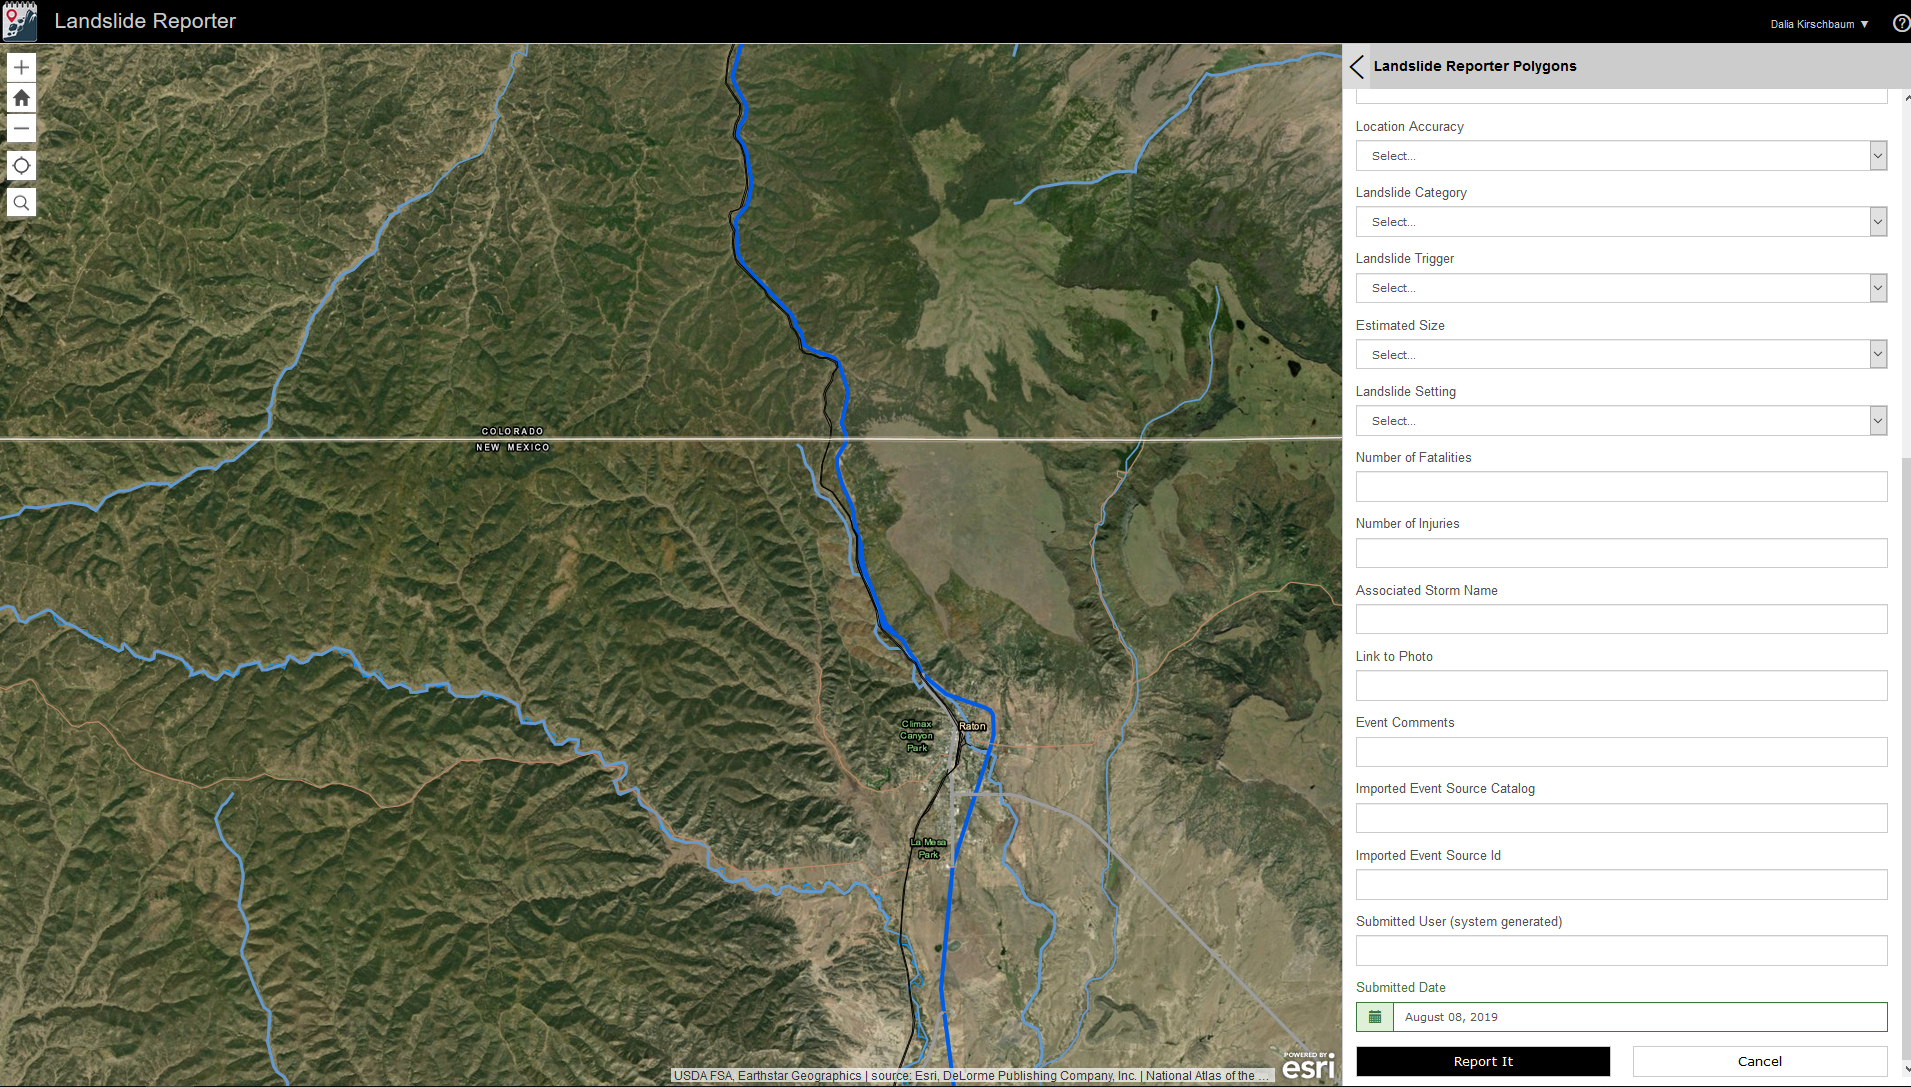 Landslide Reporter
Dalia Kirschbaum ▼
?
Landslide Reporter Polygons
Location Accuracy
Select...
Landslide Category
Select...
Landslide Trigger
Select...
Estimated Size
Select...
Landslide Setting
Select...
Number of Fatalities
Number of Injuries
Associated Storm Name
Link to Photo
Event Comments
Imported Event Source Catalog
Imported Event Source Id
Submitted User (system generated)
Submitted Date
August 08, 2019
Report It
Cancel
COLORADO
NEW MEXICO
Climax
Canyon
Park
Raton
La Mesa
Park
POWERED BY
esri
USDA FSA, Earthstar Geographics | source: Esri, DeLorme Publishing Company, Inc. | National Atlas of the ...